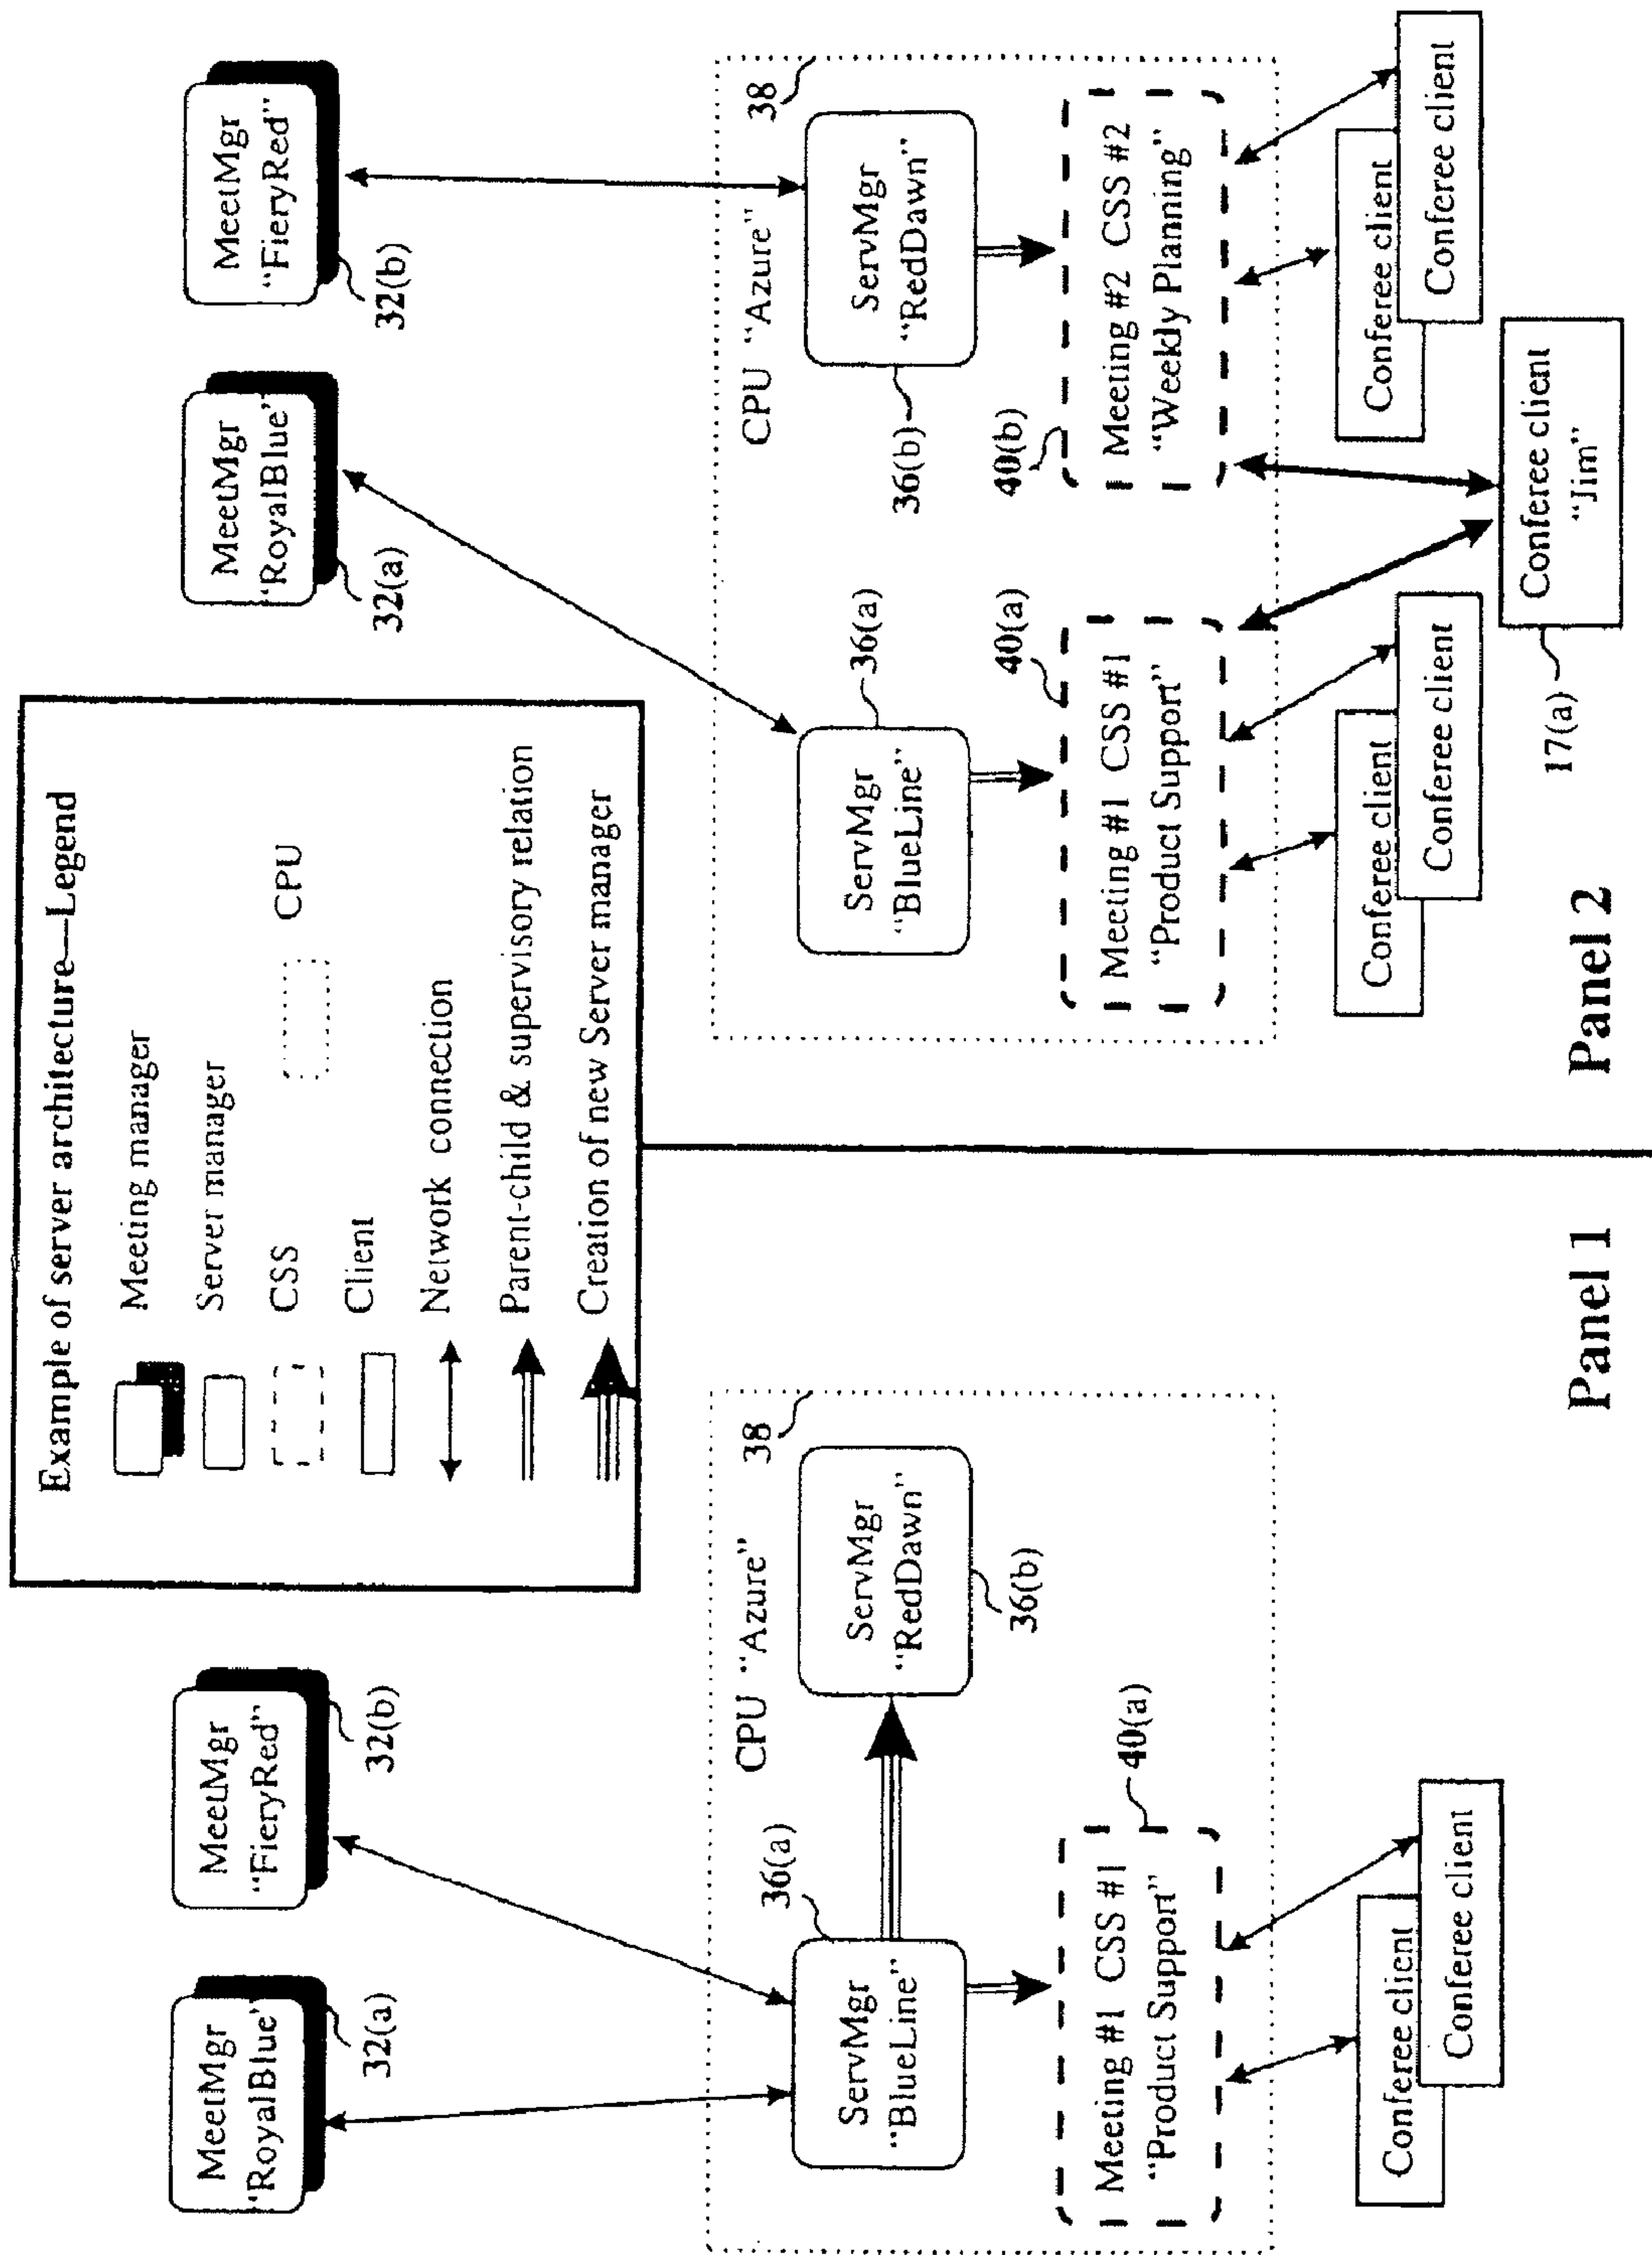 Example of server architecture—Legend
Meeting manager
Server manager
CSS
CPU
Client
Network connection
Parent-child & supervisory relation
Creation of new Server manager
MeetMgr
“RoyalBlue”
32(a)
MeetMgr
“FieryRed”
32(b)
CPU “Azure”
38
36(a)
ServMgr
“BlueLine”
ServMgr
“RedDawn”
36(b)
40(a)
Meeting #1 CSS #1
“Product Support”
Conferee client
Conferee client
Panel 1
MeetMgr
“RoyalBlue”
32(a)
MeetMgr
“FieryRed”
32(b)
CPU “Azure”
38
ServMgr
“BlueLine”
36(a)
ServMgr
“RedDawn”
36(b)
40(a)
Meeting #1 CSS #1
“Product Support”
40(b)
Meeting #2 CSS #2
“Weekly Planning”
Conferee client
Conferee client
Conferee client
Conferee client
Conferee client
“Jim”
17(a)
Panel 2